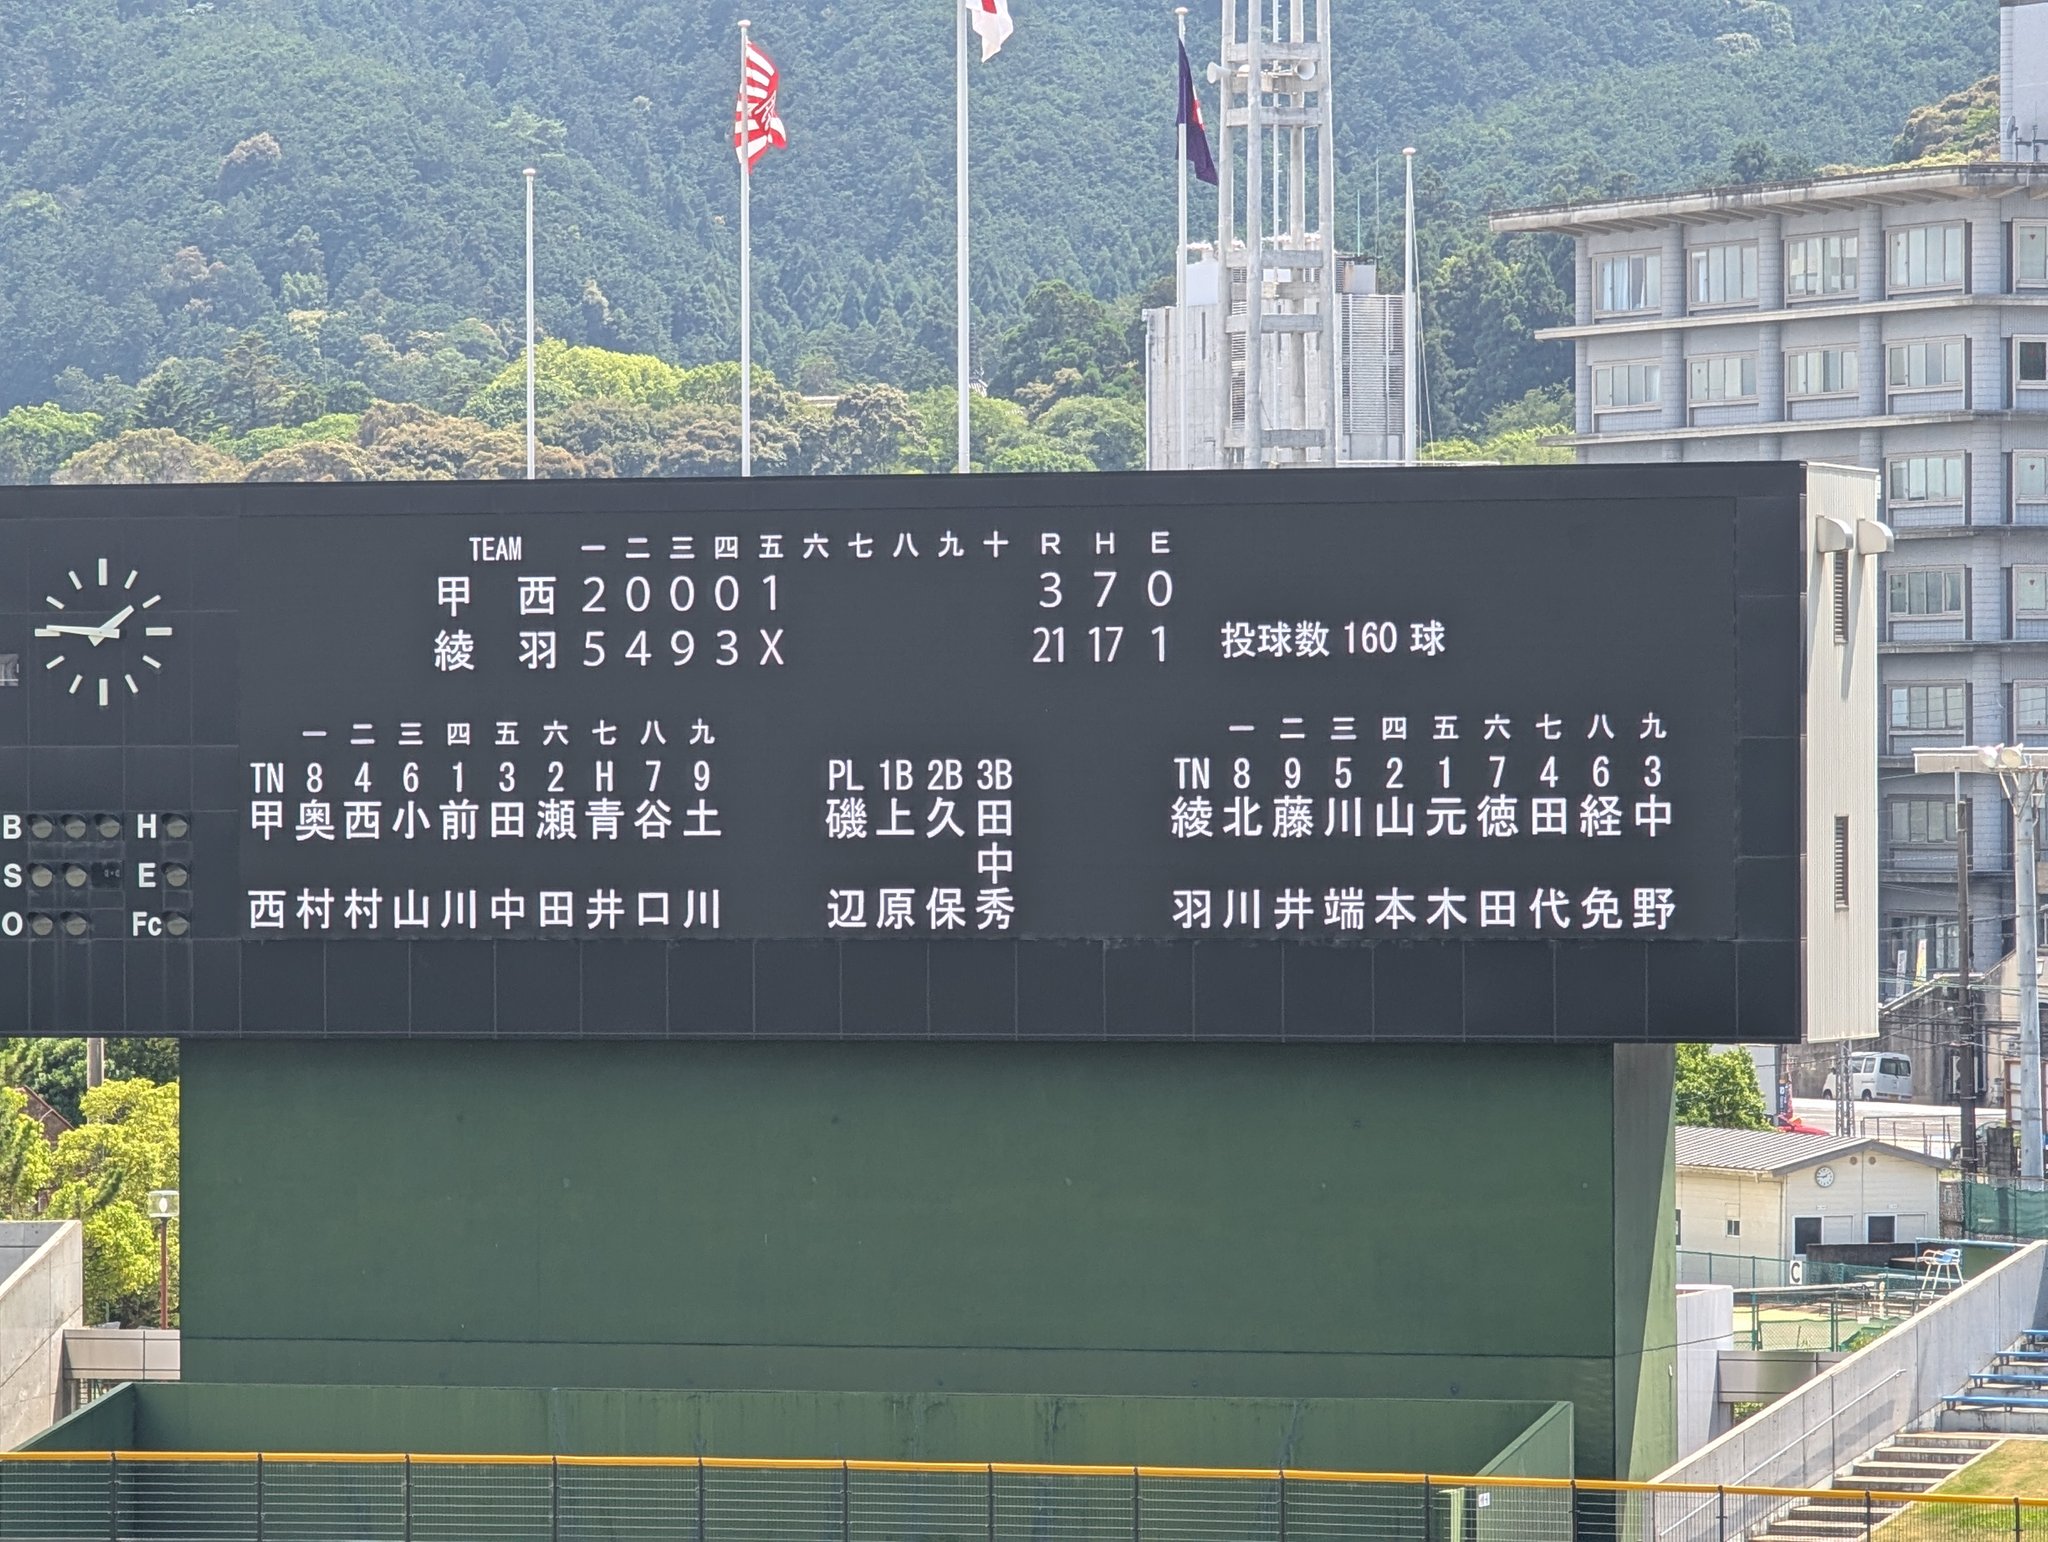 TEAM 一 二 三 四 五 六 七 八 九 十 R H E
甲 西 2 0 0 0 1 3 7 0
綾 羽 5 4 9 3 X 21 17 1 投球数 160 球
一 二 三 四 五 六 七 八 九
TN 8 4 6 1 3 2 H 7 9
甲西
奥村
西村
小山
前川
田中
瀬田
青井
谷口
土川
PL 1B 2B 3B
磯辺
上原
久保
田中秀
一 二 三 四 五 六 七 八 九
TN 8 9 5 2 1 7 4 6 3
綾羽
北川
藤井
川端
山本
元木
徳田
田代
経免
中野
B H
S E
O Fc
C